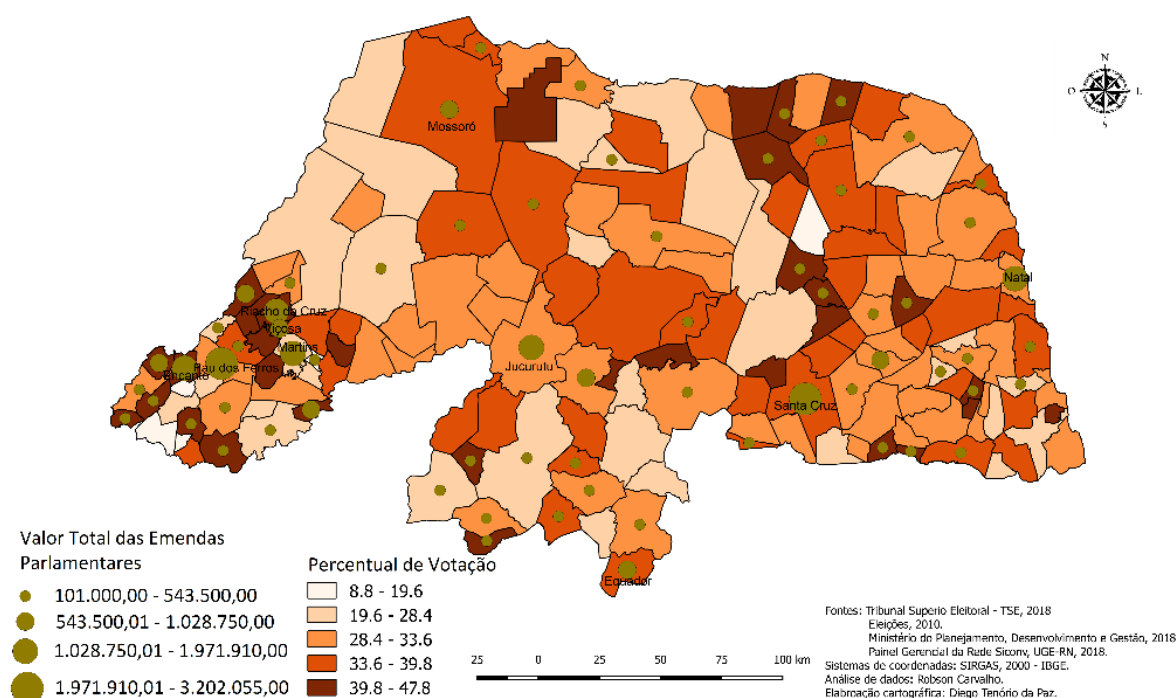 N
O
L
S
Mossoró
Natal
Riacho da Cruz
Viçosa
Martins
Pau dos Ferros
Encanto
Jucurutu
Santa Cruz
Equador
Valor Total das Emendas
Parlamentares
101.000,00 - 543.500,00
543.500,01 - 1.028.750,00
1.028.750,01 - 1.971.910,00
1.971.910,01 - 3.202.055,00
Percentual de Votação
8.8 - 19.6
19.6 - 28.4
28.4 - 33.6
33.6 - 39.8
39.8 - 47.8
25 0 25 50 75 100 km
Fontes: Tribunal Superio Eleitoral - TSE, 2018
Eleições, 2010.
Ministério do Planejamento, Desenvolvimento e Gestão, 2018
Painel Gerencial da Rede Siconv, UGE-RN, 2018.
Sistemas de coordenadas: SIRGAS, 2000 - IBGE.
Análise de dados: Robson Carvalho.
Elaboração cartográfica: Diego Tenório da Paz.